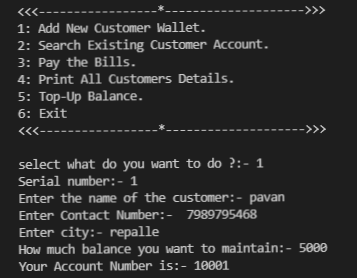 <<<-----------------*-------------------->>>
1: Add New Customer Wallet.
2: Search Existing Customer Account.
3: Pay the Bills.
4: Print All Customers Details.
5: Top-Up Balance.
6: Exit
<<<-----------------*-------------------->>>
select what do you want to do ?:- 1
Serial number:- 1
Enter the name of the customer:- pavan
Enter Contact Number:-  7989795468
Enter city:- repalle
How much balance you want to maintain:- 5000
Your Account Number is:- 10001